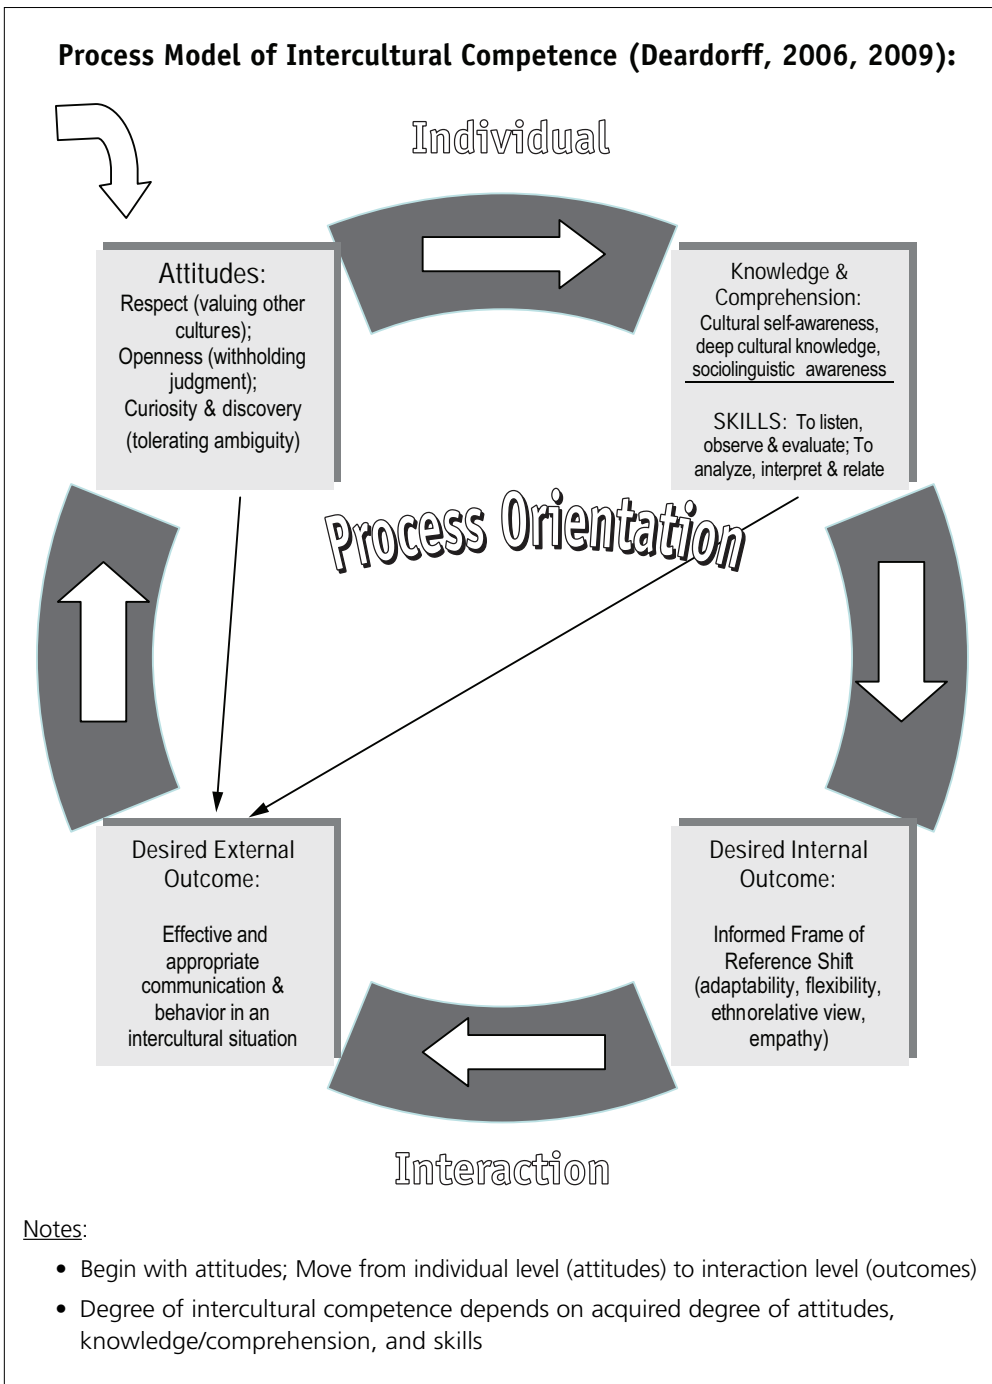 Process Model of Intercultural Competence (Deardorff, 2006, 2009):
Individual
Attitudes:
Respect (valuing other
cultures);
Openness (withholding
judgment);
Curiosity & discovery
(tolerating ambiguity)
Knowledge &
Comprehension:
Cultural self-awareness,
deep cultural knowledge,
sociolinguistic awareness
SKILLS: To listen,
observe & evaluate; To
analyze, interpret & relate
Process Orientation
Desired External
Outcome:
Effective and
appropriate
communication &
behavior in an
intercultural situation
Desired Internal
Outcome:
Informed Frame of
Reference Shift
(adaptability, flexibility,
ethnorelative view,
empathy)
Interaction
Notes:
• Begin with attitudes; Move from individual level (attitudes) to interaction level (outcomes)
• Degree of intercultural competence depends on acquired degree of attitudes,
knowledge/comprehension, and skills